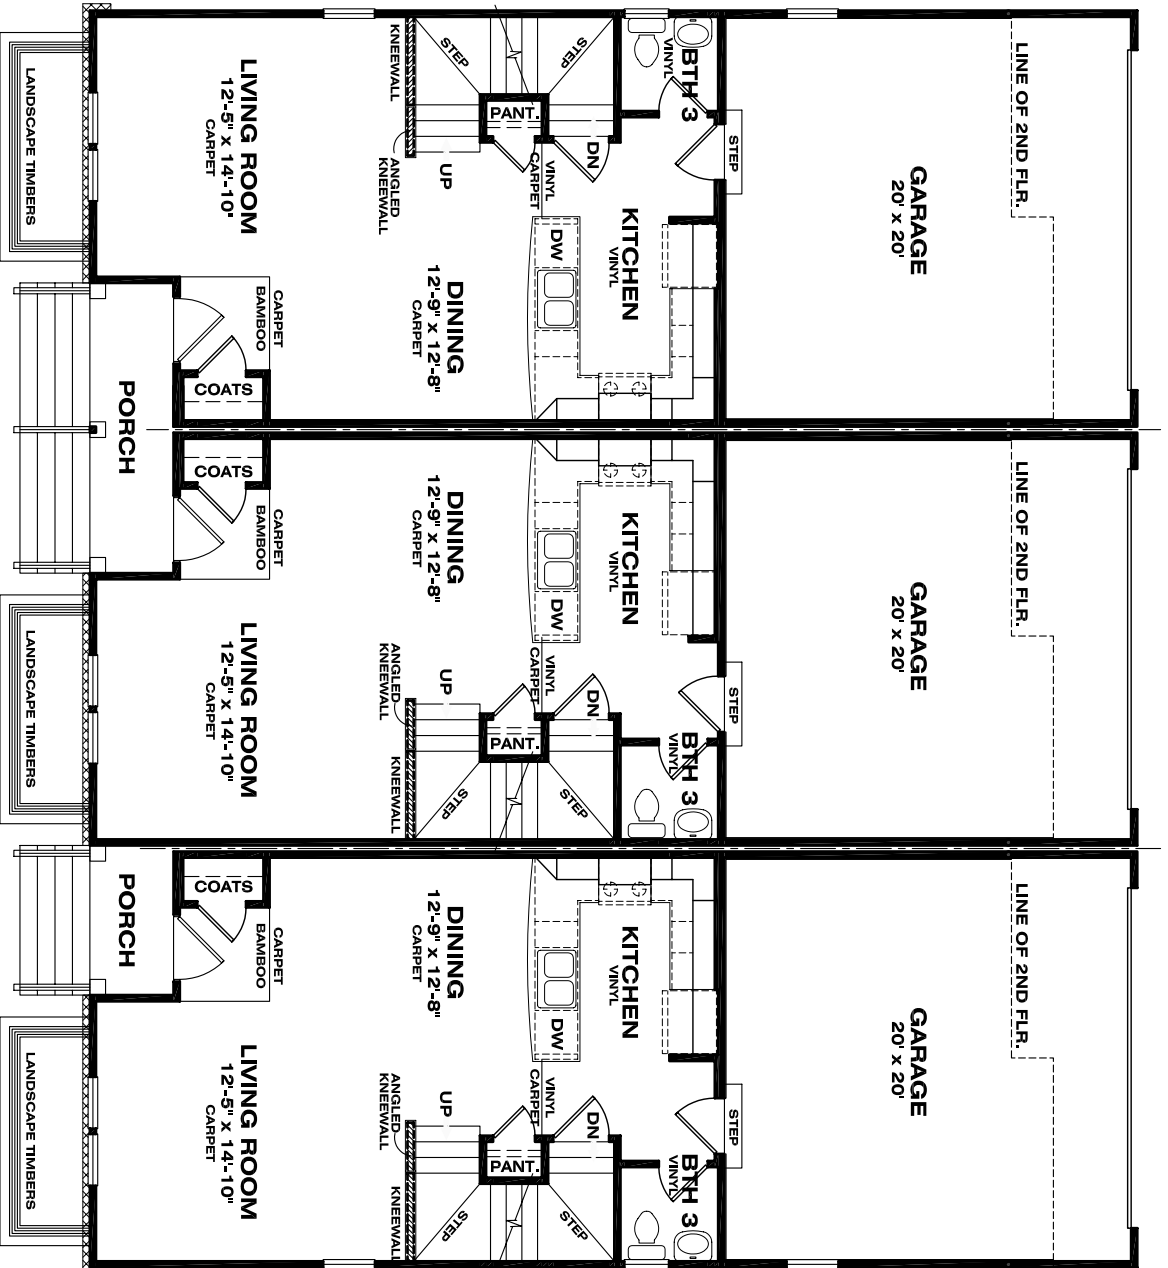 LINE OF 2ND FLR.
GARAGE
20' x 20'
STEP
BTH 3
VINYL
KITCHEN
VINYL
DW
STEP
STEP
PANT.
DN
VINYL
CARPET
UP
KNEEWALL
ANGLED
KNEEWALL
DINING
12'-9" x 12'-8"
CARPET
LIVING ROOM
12'-5" x 14'-10"
CARPET
CARPET
BAMBOO
COATS
PORCH
LANDSCAPE TIMBERS
LINE OF 2ND FLR.
GARAGE
20' x 20'
STEP
BTH 3
VINYL
KITCHEN
VINYL
DW
STEP
STEP
PANT.
DN
VINYL
CARPET
UP
KNEEWALL
ANGLED
KNEEWALL
DINING
12'-9" x 12'-8"
CARPET
LIVING ROOM
12'-5" x 14'-10"
CARPET
CARPET
BAMBOO
COATS
LANDSCAPE TIMBERS
LINE OF 2ND FLR.
GARAGE
20' x 20'
STEP
BTH 3
VINYL
KITCHEN
VINYL
DW
STEP
STEP
PANT.
DN
VINYL
CARPET
UP
KNEEWALL
ANGLED
KNEEWALL
DINING
12'-9" x 12'-8"
CARPET
LIVING ROOM
12'-5" x 14'-10"
CARPET
CARPET
BAMBOO
COATS
PORCH
LANDSCAPE TIMBERS